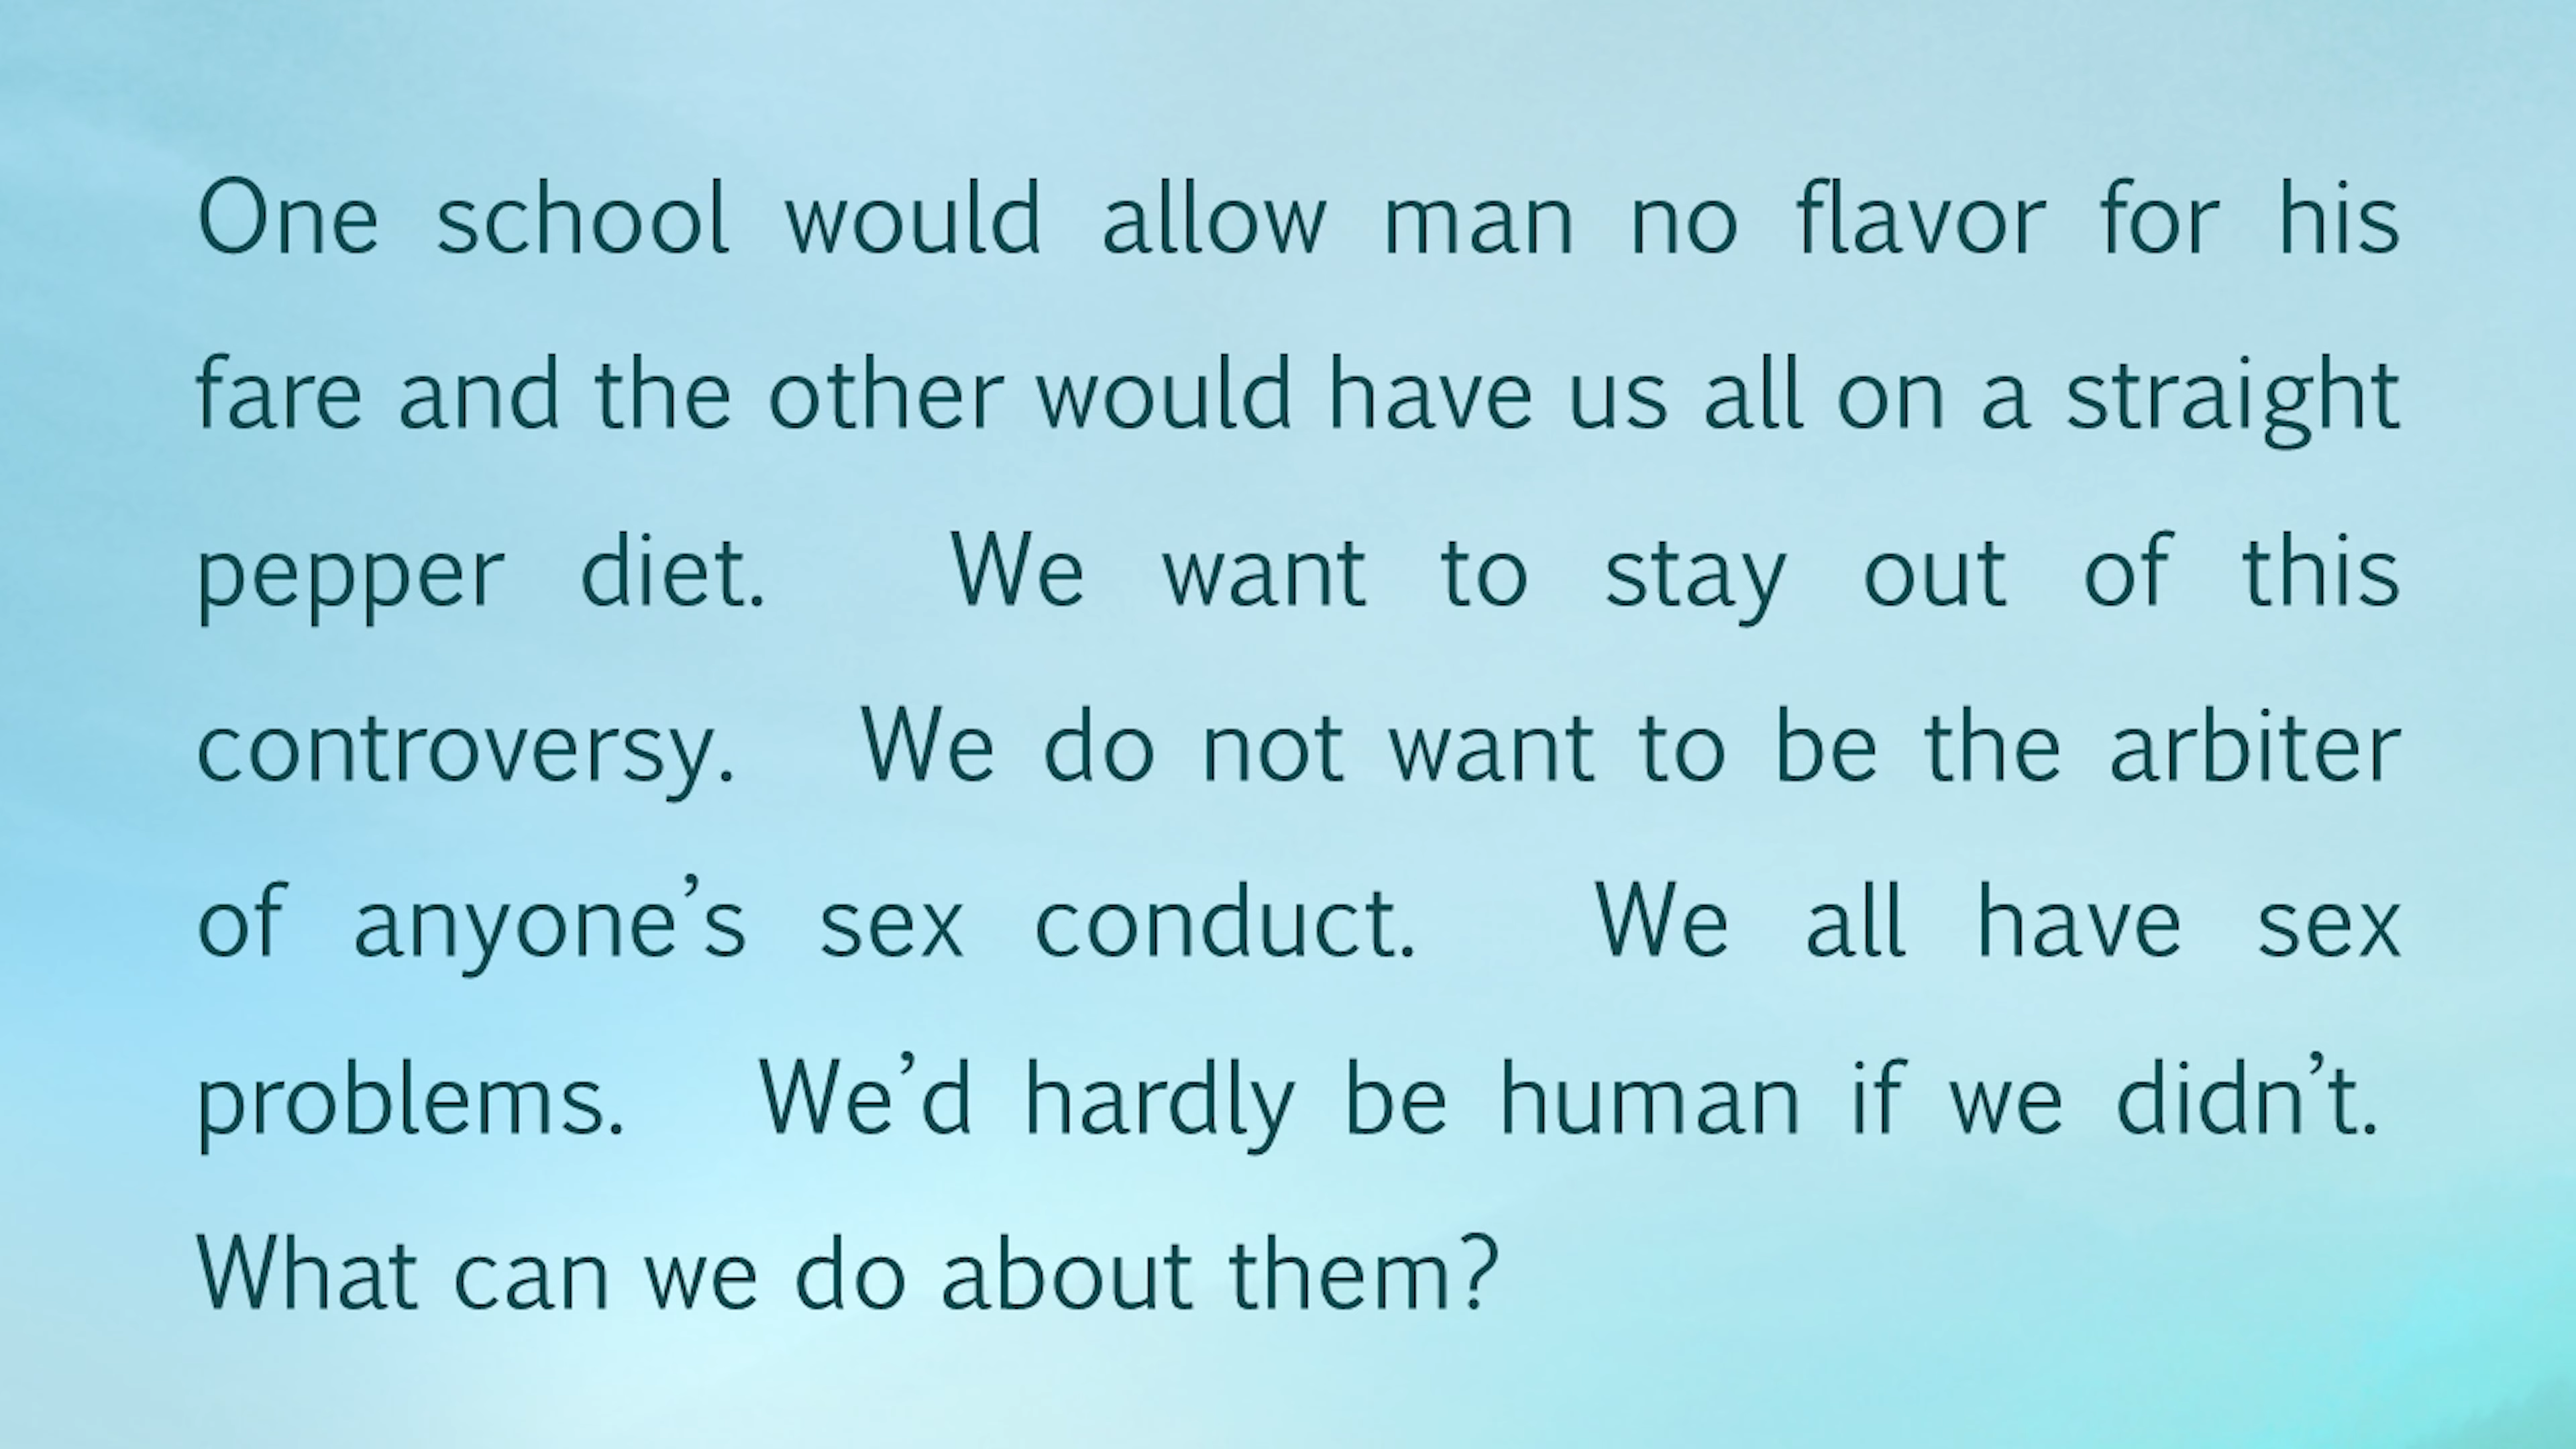 One school would allow man no flavor for his
fare and the other would have us all on a straight
pepper diet. We want to stay out of this
controversy. We do not want to be the arbiter
of anyone’s sex conduct. We all have sex
problems. We’d hardly be human if we didn’t.
What can we do about them?